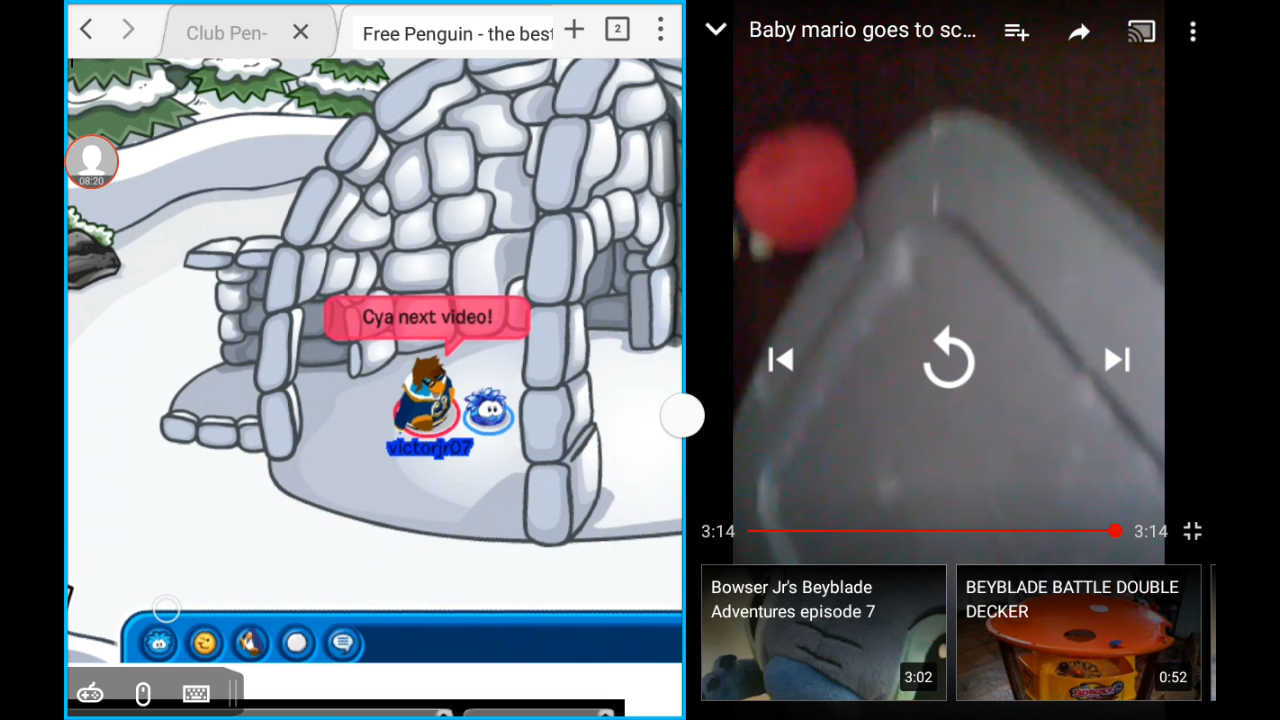 Club Pen-
Free Penguin - the best
2
08:20
Cya next video!
victorjr07
Baby mario goes to sc...
3:14
3:14
Bowser Jr's Beyblade
Adventures episode 7
3:02
BEYBLADE BATTLE DOUBLE
DECKER
0:52